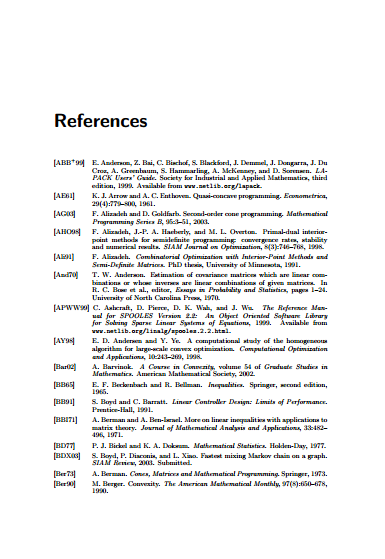 References
[ABB+99] E. Anderson, Z. Bai, C. Bischof, S. Blackford, J. Demmel, J. Dongarra, J. Du
Croz, A. Greenbaum, S. Hammarling, A. McKenney, and D. Sorensen. LA-
PACK Users' Guide. Society for Industrial and Applied Mathematics, third
edition, 1999. Available from www.netlib.org/lapack.
[AE61] K. J. Arrow and A. C. Enthoven. Quasi-concave programming. Econometrica,
29(4):779–800, 1961.
[AG03] F. Alizadeh and D. Goldfarb. Second-order cone programming. Mathematical
Programming Series B, 95:3–51, 2003.
[AHO98] F. Alizadeh, J.-P. A. Haeberly, and M. L. Overton. Primal-dual interior-
point methods for semidefinite programming: convergence rates, stability
and numerical results. SIAM Journal on Optimization, 8(3):746–768, 1998.
[Ali91] F. Alizadeh. Combinatorial Optimization with Interior-Point Methods and
Semi-Definite Matrices. PhD thesis, University of Minnesota, 1991.
[And70] T. W. Anderson. Estimation of covariance matrices which are linear com-
binations or whose inverses are linear combinations of given matrices. In
R. C. Bose et al., editor, Essays in Probability and Statistics, pages 1–24.
University of North Carolina Press, 1970.
[APWW99] C. Ashcraft, D. Pierce, D. K. Wah, and J. Wu. The Reference Man-
ual for SPOOLES Version 2.2: An Object Oriented Software Library
for Solving Sparse Linear Systems of Equations, 1999. Available from
www.netlib.org/linalg/spooles.2.2.html.
[AY98] E. D. Andersen and Y. Ye. A computational study of the homogeneous
algorithm for large-scale convex optimization. Computational Optimization
and Applications, 10:243–269, 1998.
[Bar02] A. Barvinok. A Course in Convexity, volume 54 of Graduate Studies in
Mathematics. American Mathematical Society, 2002.
[BB65] E. F. Beckenbach and R. Bellman. Inequalities. Springer, second edition,
1965.
[BB91] S. Boyd and C. Barratt. Linear Controller Design: Limits of Performance.
Prentice-Hall, 1991.
[BBI71] A. Berman and A. Ben-Israel. More on linear inequalities with applications to
matrix theory. Journal of Mathematical Analysis and Applications, 33:482–
496, 1971.
[BD77] P. J. Bickel and K. A. Doksum. Mathematical Statistics. Holden-Day, 1977.
[BDX03] S. Boyd, P. Diaconis, and L. Xiao. Fastest mixing Markov chain on a graph.
SIAM Review, 2003. Submitted.
[Ber73] A. Berman. Cones, Matrices and Mathematical Programming. Springer, 1973.
[Ber90] M. Berger. Convexity. The American Mathematical Monthly, 97(8):650–678,
1990.